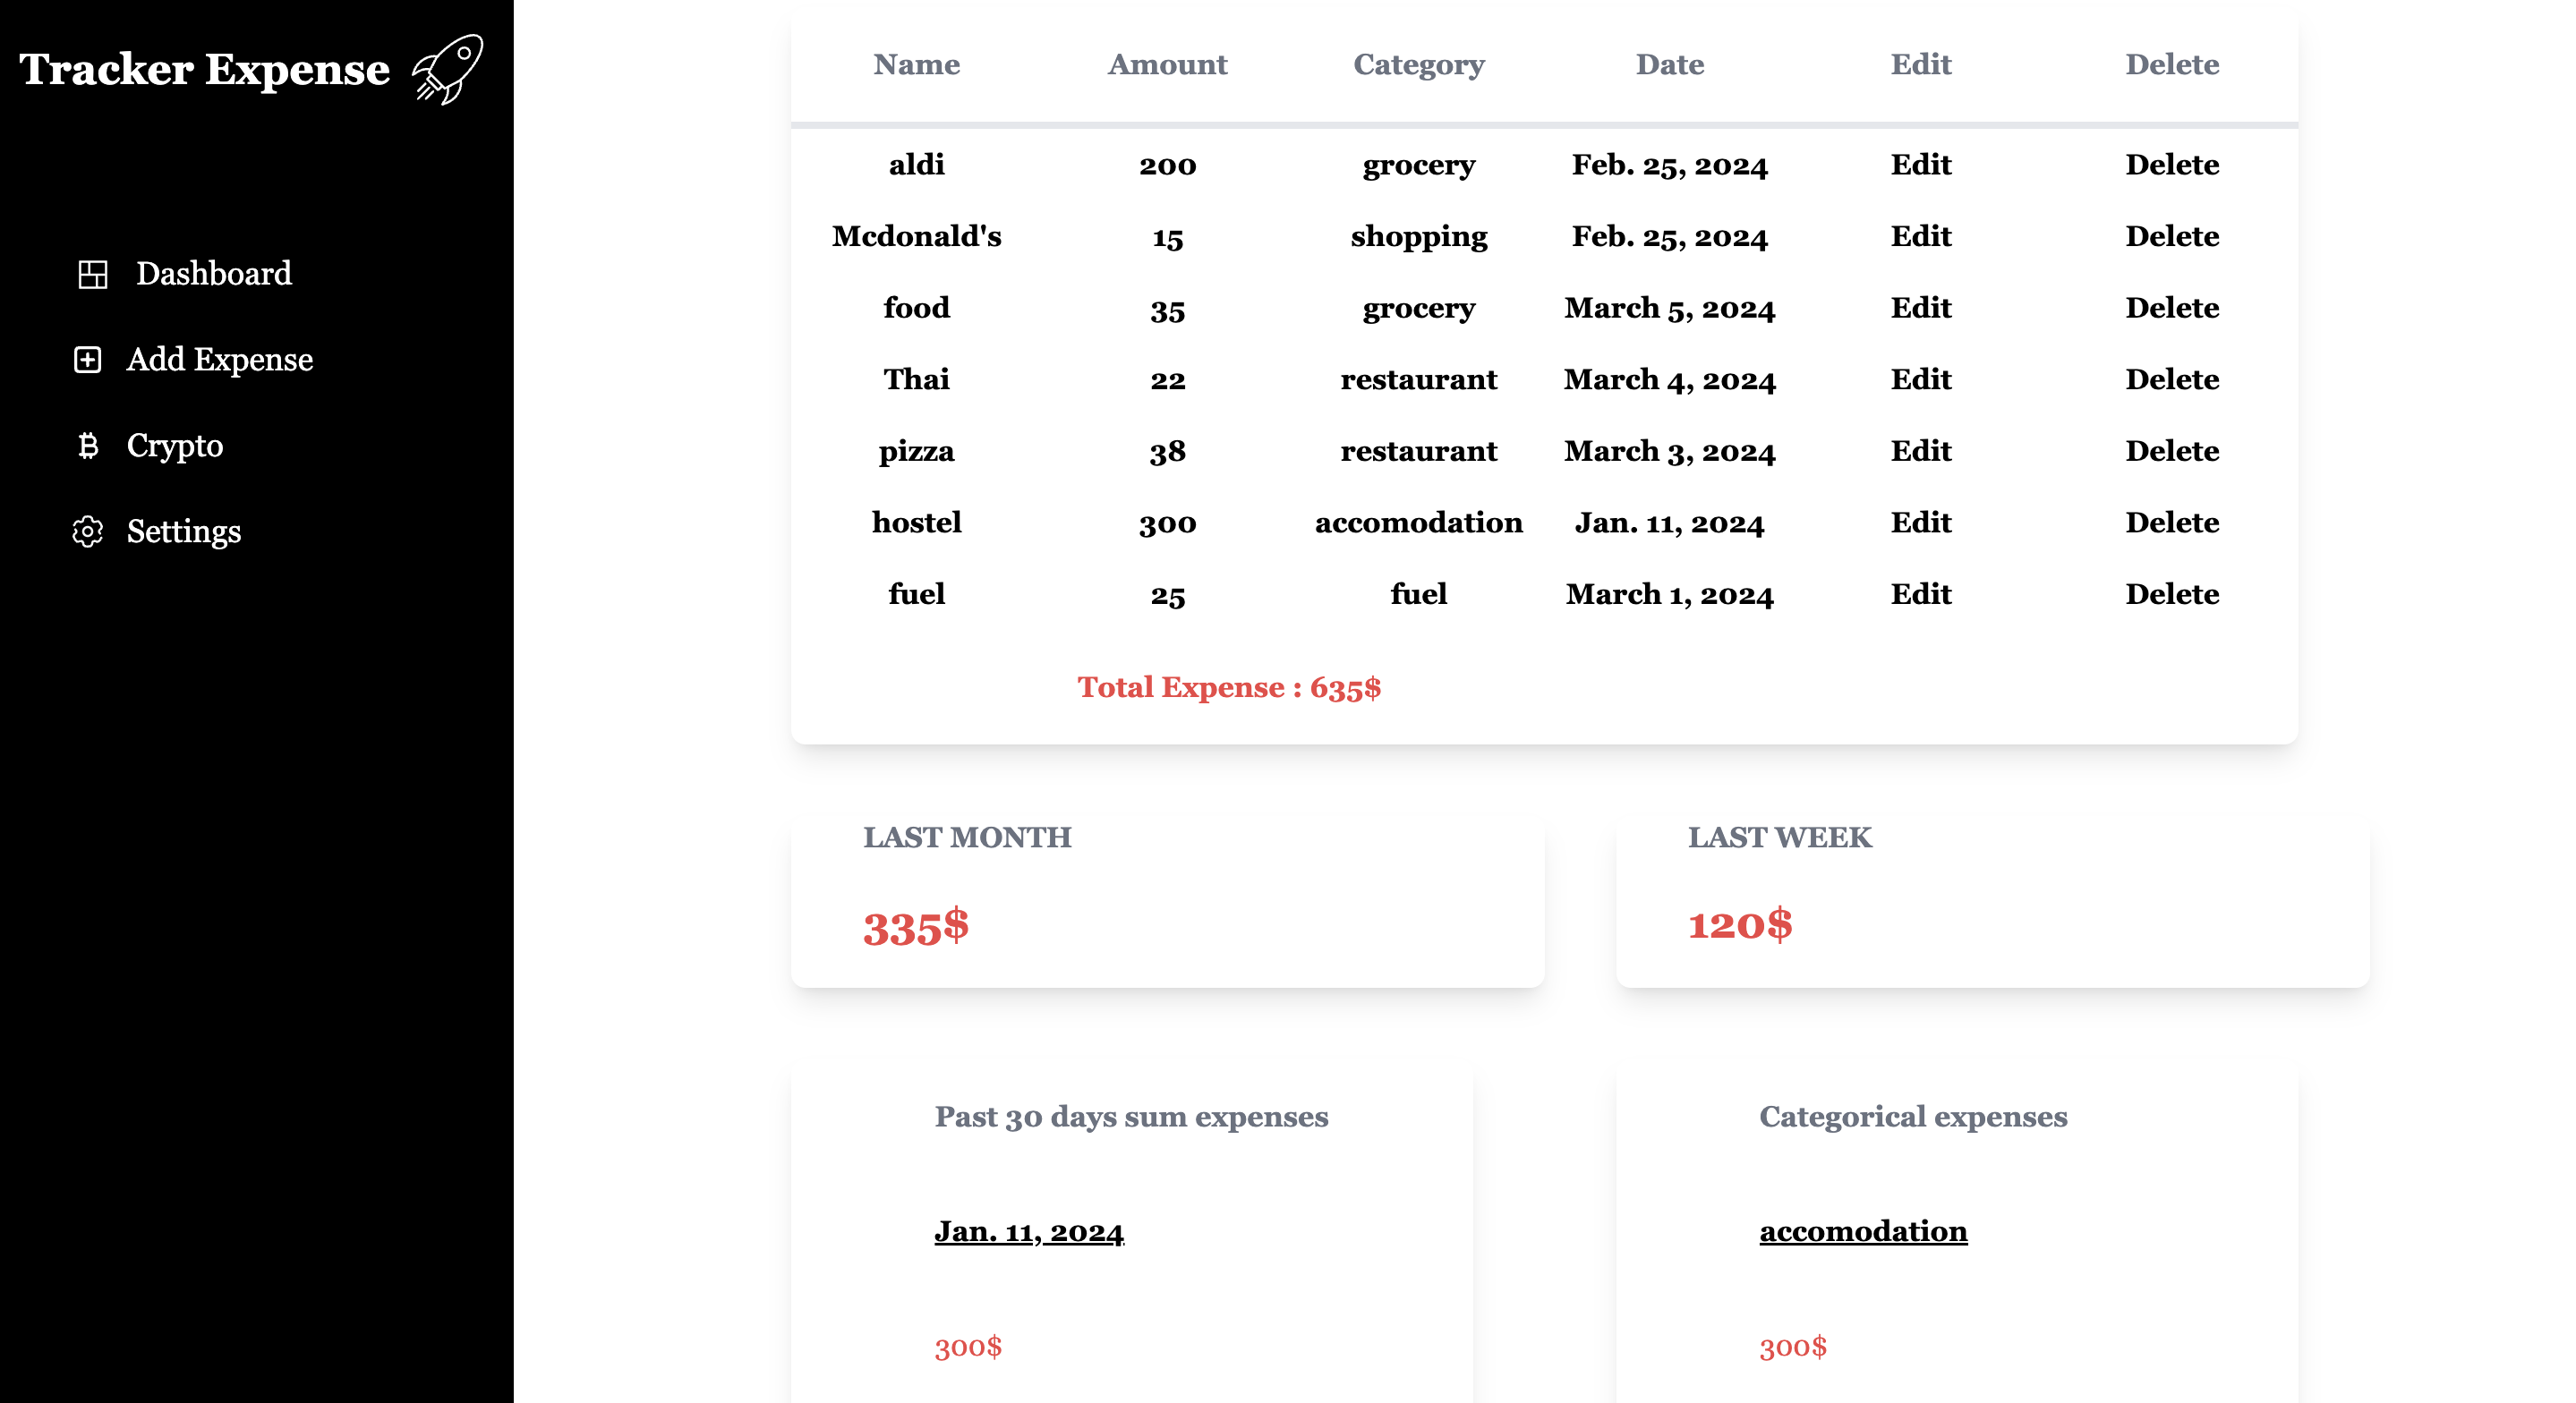 Tracker Expense
Dashboard
Add Expense
Crypto
Settings
Name Amount Category Date Edit Delete
aldi 200 grocery Feb. 25, 2024 Edit Delete
Mcdonald's 15 shopping Feb. 25, 2024 Edit Delete
food 35 grocery March 5, 2024 Edit Delete
Thai 22 restaurant March 4, 2024 Edit Delete
pizza 38 restaurant March 3, 2024 Edit Delete
hostel 300 accomodation Jan. 11, 2024 Edit Delete
fuel 25 fuel March 1, 2024 Edit Delete
Total Expense : 635$
LAST MONTH
335$
LAST WEEK
120$
Past 30 days sum expenses
Jan. 11, 2024
300$
Categorical expenses
accomodation
300$